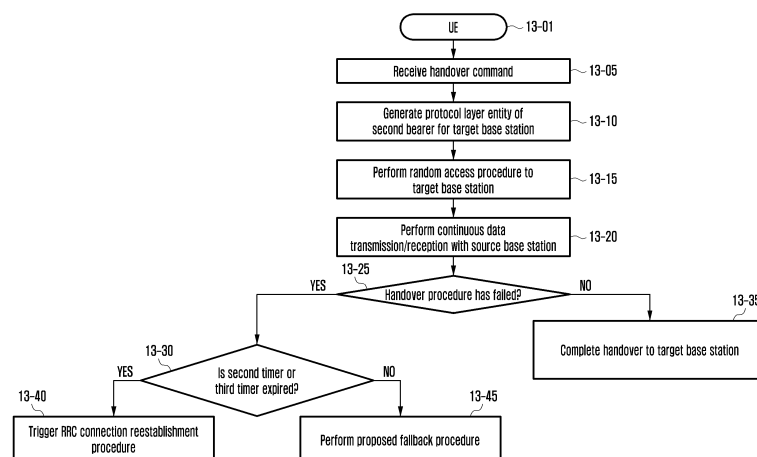 UE
13-01
Receive handover command
13-05
Generate protocol layer entity of
second bearer for target base station
13-10
Perform random access procedure to
target base station
13-15
Perform continuous data
transmission/reception with source base station
13-20
13-25
YES
Handover procedure has failed?
NO
13-35
Complete handover to target base station
13-30
YES
Is second timer or
third timer expired?
NO
13-40
Trigger RRC connection reestablishment
procedure
13-45
Perform proposed fallback procedure